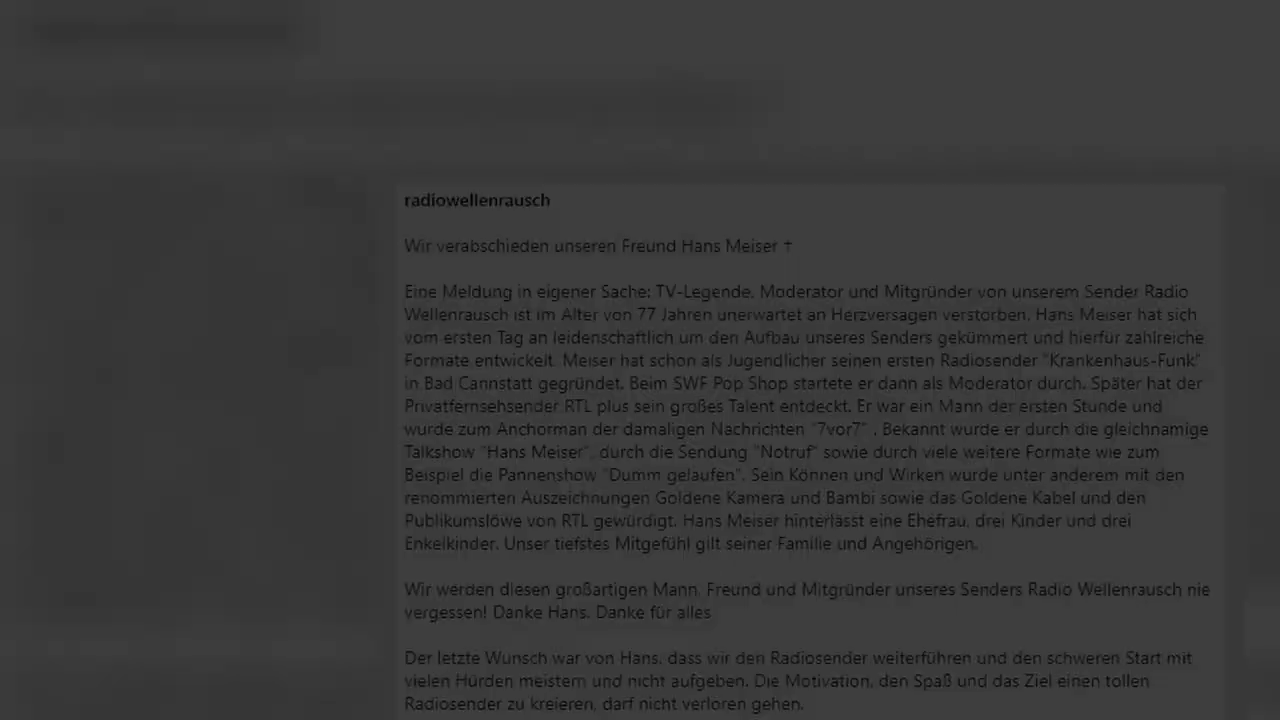 radiowellenrausch
Wir verabschieden unseren Freund Hans Meiser †
Eine Meldung in eigener Sache: TV-Legende, Moderator und Mitgründer von unserem Sender Radio
Wellenrausch ist im Alter von 77 Jahren unerwartet an Herzversagen verstorben. Hans Meiser hat sich
vom ersten Tag an leidenschaftlich um den Aufbau unseres Senders gekümmert und hierfür zahlreiche
Formate entwickelt. Meiser hat schon als Jugendlicher seinen ersten Radiosender "Krankenhaus-Funk"
in Bad Cannstatt gegründet. Beim SWF Pop Shop startete er dann als Moderator durch. Später hat der
Privatfernsehsender RTL plus sein großes Talent entdeckt. Er war ein Mann der ersten Stunde und
wurde zum Anchorman der damaligen Nachrichten "7vor7" . Bekannt wurde er durch die gleichnamige
Talkshow "Hans Meiser", durch die Sendung "Notruf" sowie durch viele weitere Formate wie zum
Beispiel die Pannenshow "Dumm gelaufen". Sein Können und Wirken wurde unter anderem mit den
renommierten Auszeichnungen Goldene Kamera und Bambi sowie das Goldene Kabel und den
Publikumslöwe von RTL gewürdigt. Hans Meiser hinterlässt eine Ehefrau, drei Kinder und drei
Enkelkinder. Unser tiefstes Mitgefühl gilt seiner Familie und Angehörigen.
Wir werden diesen großartigen Mann, Freund und Mitgründer unseres Senders Radio Wellenrausch nie
vergessen! Danke Hans. Danke für alles
Der letzte Wunsch war von Hans, dass wir den Radiosender weiterführen und den schweren Start mit
vielen Hürden meistern und nicht aufgeben. Die Motivation, den Spaß und das Ziel einen tollen
Radiosender zu kreieren, darf nicht verloren gehen.